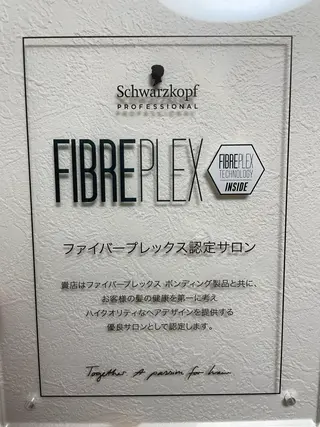 Schwarzkopf
PROFESSIONAL
FIBREPLEX
FIBREPLEX
TECHNOLOGY
INSIDE
ファイバープレックス認定サロン
貴店はファイバープレックス ボンディング製品と共に、
お客様の髪の健康を第一に考え
ハイクオリティなヘアデザインを提供する
優良サロンとして認定します。
Together. A passion for hair.